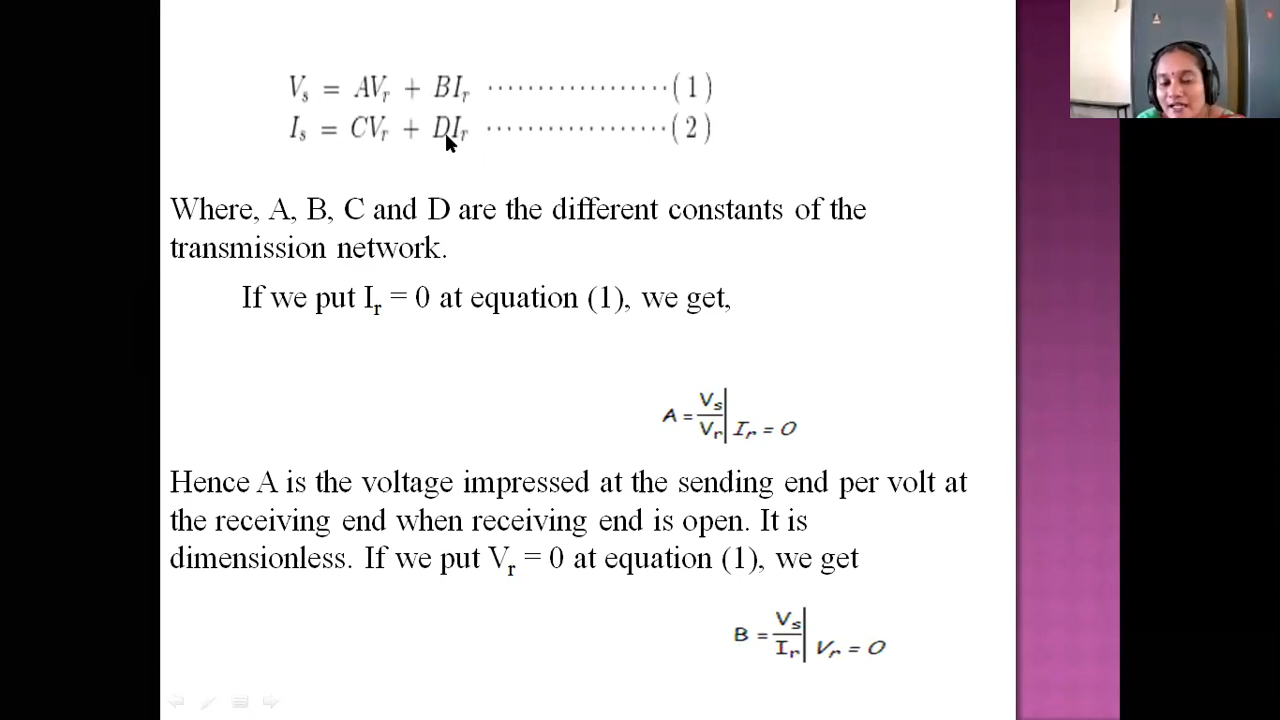 Vₛ = AVᵣ + BIᵣ ··················(1)
Iₛ = CVᵣ + DIᵣ ··················(2)
Where, A, B, C and D are the different constants of the
transmission network.
If we put Iᵣ = 0 at equation (1), we get,
A = Vₛ/Vᵣ | Iᵣ = 0
Hence A is the voltage impressed at the sending end per volt at
the receiving end when receiving end is open. It is
dimensionless. If we put Vᵣ = 0 at equation (1), we get
B = Vₛ/Iᵣ | Vᵣ = 0